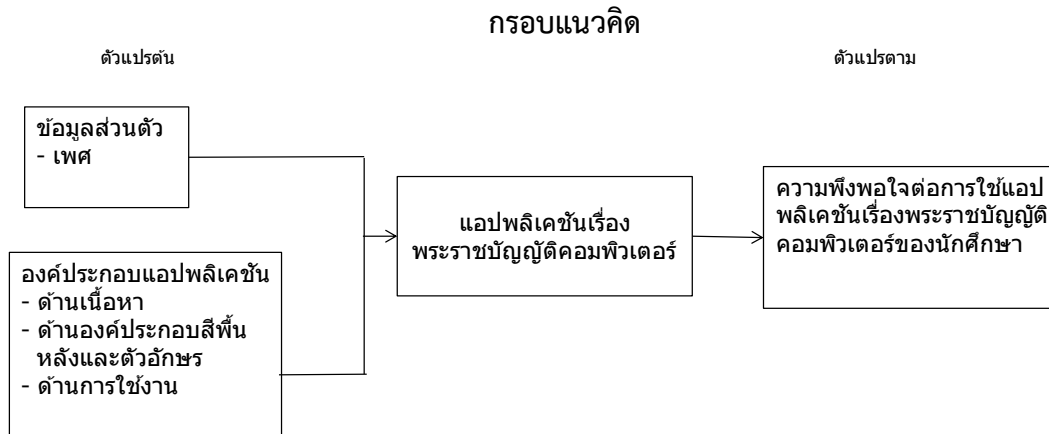 กรอบแนวคิด
ตัวแปรต้น
ตัวแปรตาม
ข้อมูลส่วนตัว
- เพศ
องค์ประกอบแอปพลิเคชัน
- ด้านเนื้อหา
- ด้านองค์ประกอบสีพื้น
หลังและตัวอักษร
- ด้านการใช้งาน
แอปพลิเคชันเรื่อง
พระราชบัญญัติคอมพิวเตอร์
ความพึงพอใจต่อการใช้แอป
พลิเคชันเรื่องพระราชบัญญัติ
คอมพิวเตอร์ของนักศึกษา